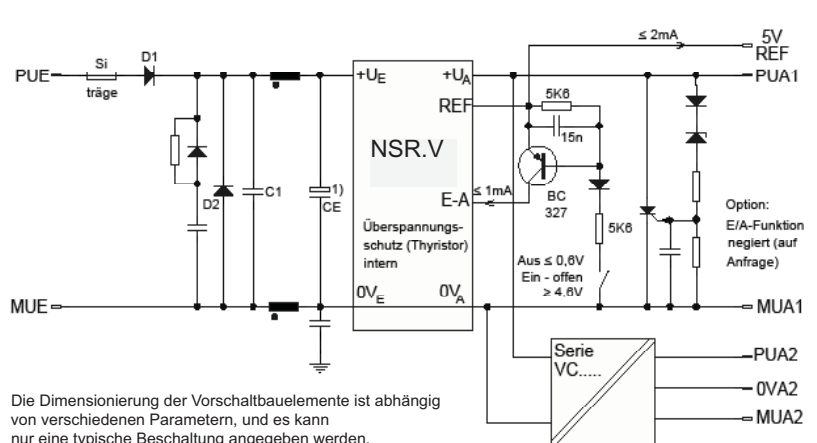 ≤ 2mA
5V
REF
PUE
Si
träge
D1
+U_E
+U_A
PUA1
REF
5K6
15n
NSR.V
D2
C1
1)
CE
E-A
≤ 1mA
BC
327
5K6
Option:
E/A-Funktion
negiert (auf
Anfrage)
Überspannungs-
schutz (Thyristor)
intern
Aus ≤ 0,6V
Ein - offen
≥ 4.6V
MUE
0V_E
0V_A
MUA1
Serie
VC.....
PUA2
0VA2
MUA2
Die Dimensionierung der Vorschaltbauelemente ist abhängig
von verschiedenen Parametern, und es kann
nur eine typische Beschaltung angegeben werden.